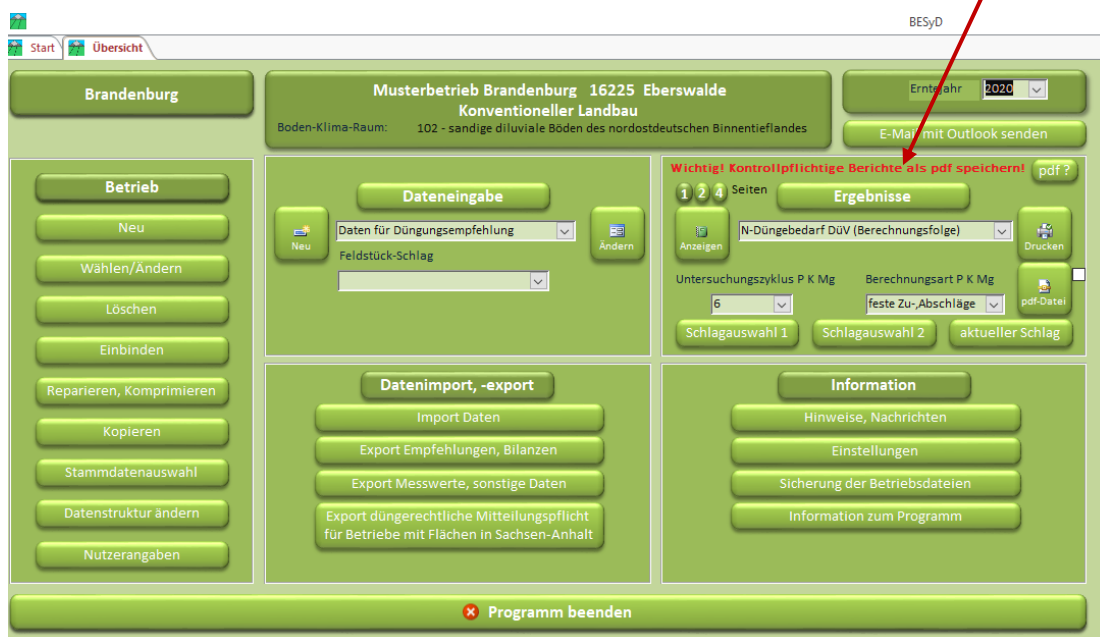 BESyD
Start
Übersicht
Brandenburg
Musterbetrieb Brandenburg 16225 Eberswalde
Konventioneller Landbau
Boden-Klima-Raum: 102 - sandige diluviale Böden des nordostdeutschen Binnentieflandes
Erntejahr 2020
E-Mail mit Outlook senden
Betrieb
Neu
Wählen/Ändern
Löschen
Einbinden
Reparieren, Komprimieren
Kopieren
Stammdatenauswahl
Datenstruktur ändern
Nutzerangaben
Dateneingabe
Neu
Daten für Düngungsempfehlung
Ändern
Feldstück-Schlag
Wichtig! Kontrollpflichtige Berichte als pdf speichern!
pdf ?
1 2 4 Seiten
Ergebnisse
Anzeigen
N-Düngebedarf DüV (Berechnungsfolge)
Drucken
Untersuchungszyklus P K Mg
Berechnungsart P K Mg
6
feste Zu-,Abschläge
pdf-Datei
Schlagauswahl 1
Schlagauswahl 2
aktueller Schlag
Datenimport, -export
Import Daten
Export Empfehlungen, Bilanzen
Export Messwerte, sonstige Daten
Export düngerechtliche Mitteilungspflicht
für Betriebe mit Flächen in Sachsen-Anhalt
Information
Hinweise, Nachrichten
Einstellungen
Sicherung der Betriebsdateien
Information zum Programm
Programm beenden